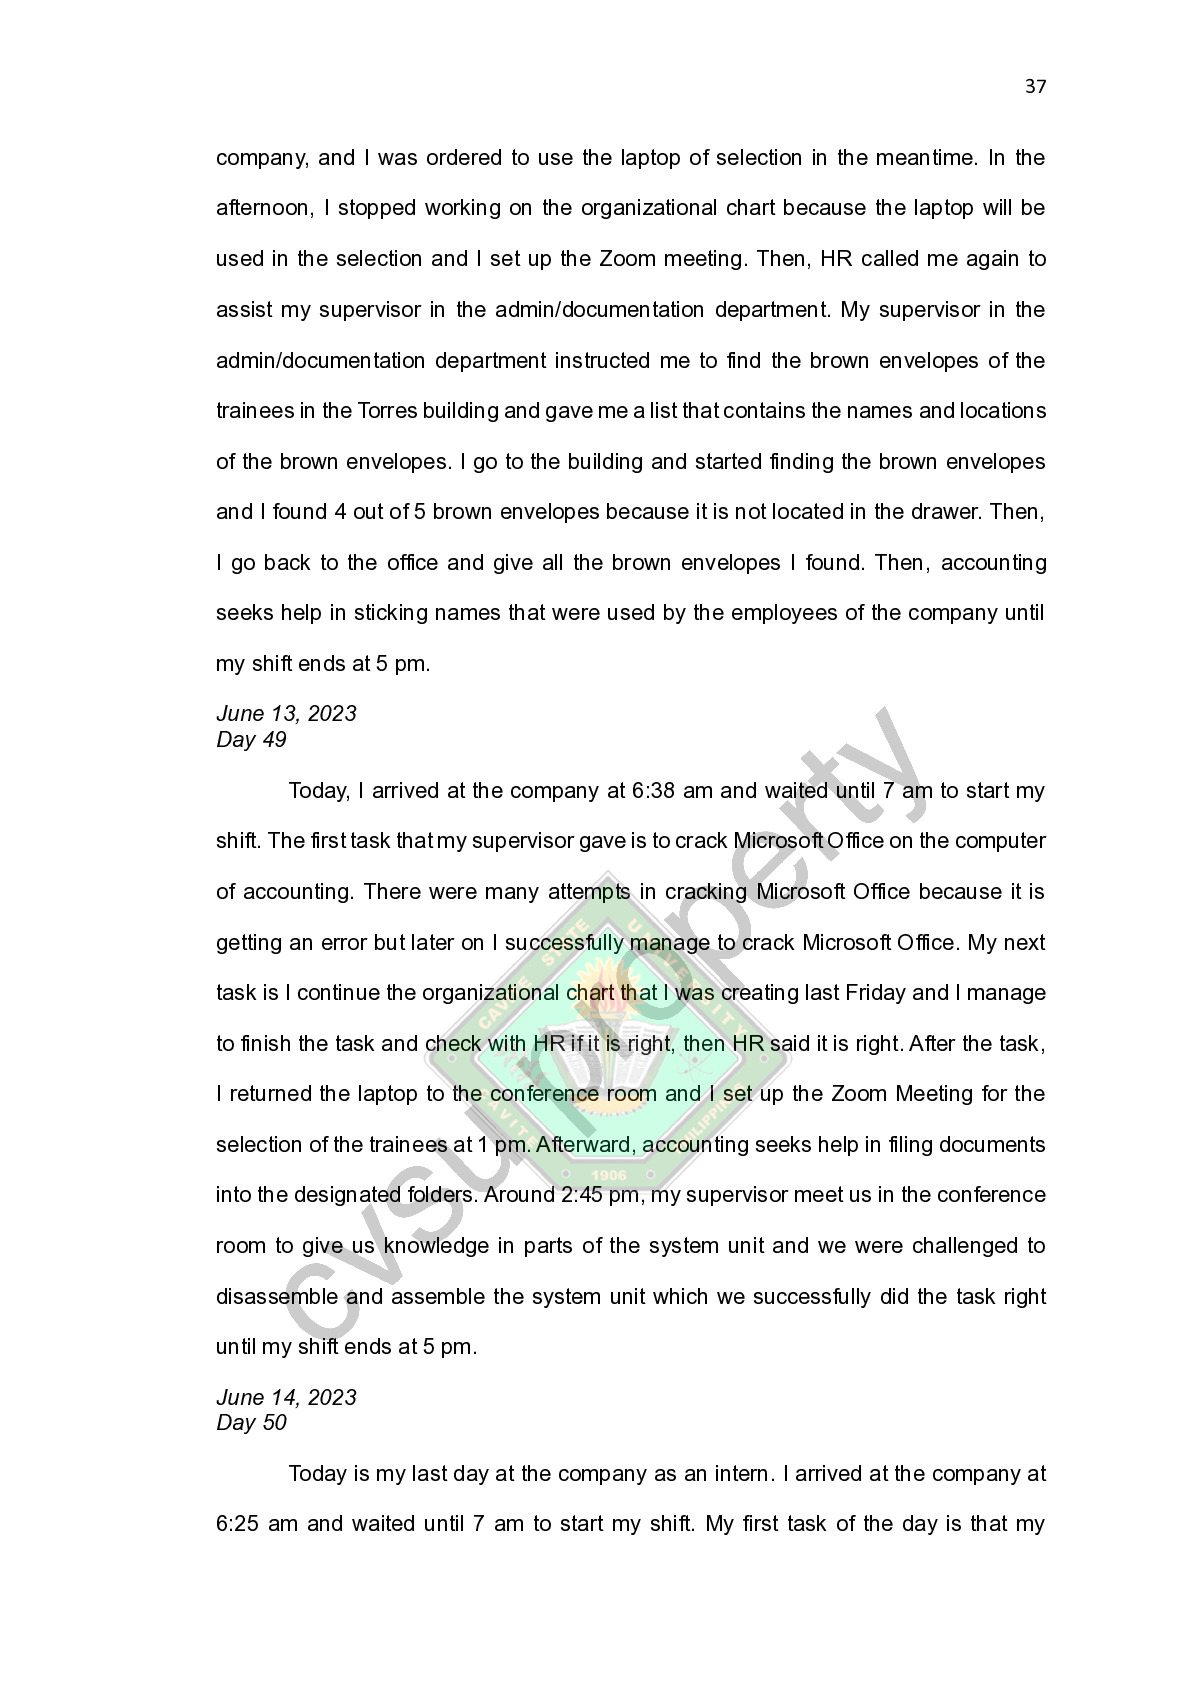 37
company, and I was ordered to use the laptop of selection in the meantime. In the
afternoon, I stopped working on the organizational chart because the laptop will be
used in the selection and I set up the Zoom meeting. Then, HR called me again to
assist my supervisor in the admin/documentation department. My supervisor in the
admin/documentation department instructed me to find the brown envelopes of the
trainees in the Torres building and gave me a list that contains the names and locations
of the brown envelopes. I go to the building and started finding the brown envelopes
and I found 4 out of 5 brown envelopes because it is not located in the drawer. Then,
I go back to the office and give all the brown envelopes I found. Then, accounting
seeks help in sticking names that were used by the employees of the company until
my shift ends at 5 pm.
June 13, 2023
Day 49
Today, I arrived at the company at 6:38 am and waited until 7 am to start my
shift. The first task that my supervisor gave is to crack Microsoft Office on the computer
of accounting. There were many attempts in cracking Microsoft Office because it is
getting an error but later on I successfully manage to crack Microsoft Office. My next
task is I continue the organizational chart that I was creating last Friday and I manage
to finish the task and check with HR if it is right, then HR said it is right. After the task,
I returned the laptop to the conference room and I set up the Zoom Meeting for the
selection of the trainees at 1 pm. Afterward, accounting seeks help in filing documents
into the designated folders. Around 2:45 pm, my supervisor meet us in the conference
room to give us knowledge in parts of the system unit and we were challenged to
disassemble and assemble the system unit which we successfully did the task right
until my shift ends at 5 pm.
June 14, 2023
Day 50
Today is my last day at the company as an intern. I arrived at the company at
6:25 am and waited until 7 am to start my shift. My first task of the day is that my
cvsu property
CAVITE STATE UNIVERSITY
CAVITE PHILIPPINES
1906